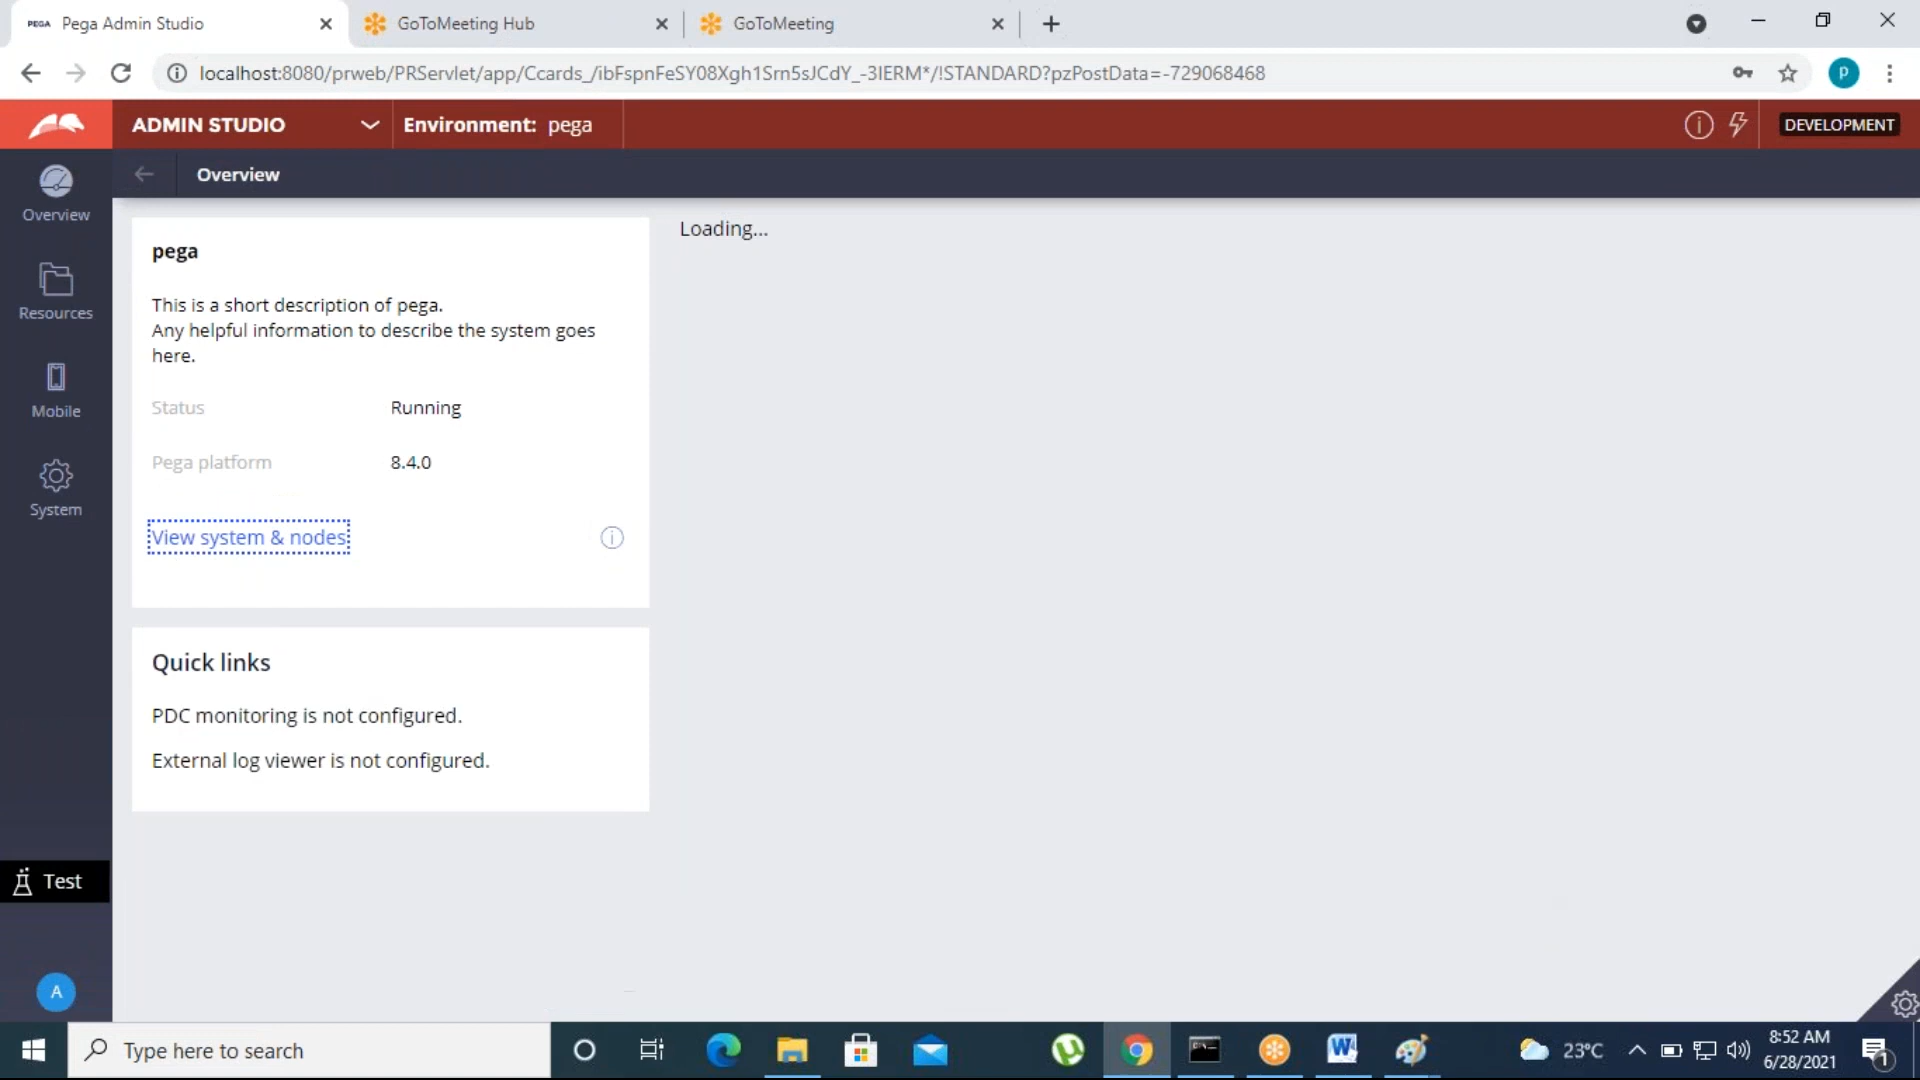 PEGA Pega Admin Studio
GoToMeeting Hub
GoToMeeting
localhost:8080/prweb/PRServlet/app/Ccards_/ibFspnFeSY08Xgh1Srn5sJCdY_-3IERM*/!STANDARD?pzPostData=-729068468
P
ADMIN STUDIO
Environment: pega
DEVELOPMENT
Overview
Overview
Resources
Mobile
System
Test
A
pega
This is a short description of pega.
Any helpful information to describe the system goes
here.
Status Running
Pega platform 8.4.0
View system & nodes
Quick links
PDC monitoring is not configured.
External log viewer is not configured.
Loading...
Type here to search
23°C
8:52 AM
6/28/2021
1